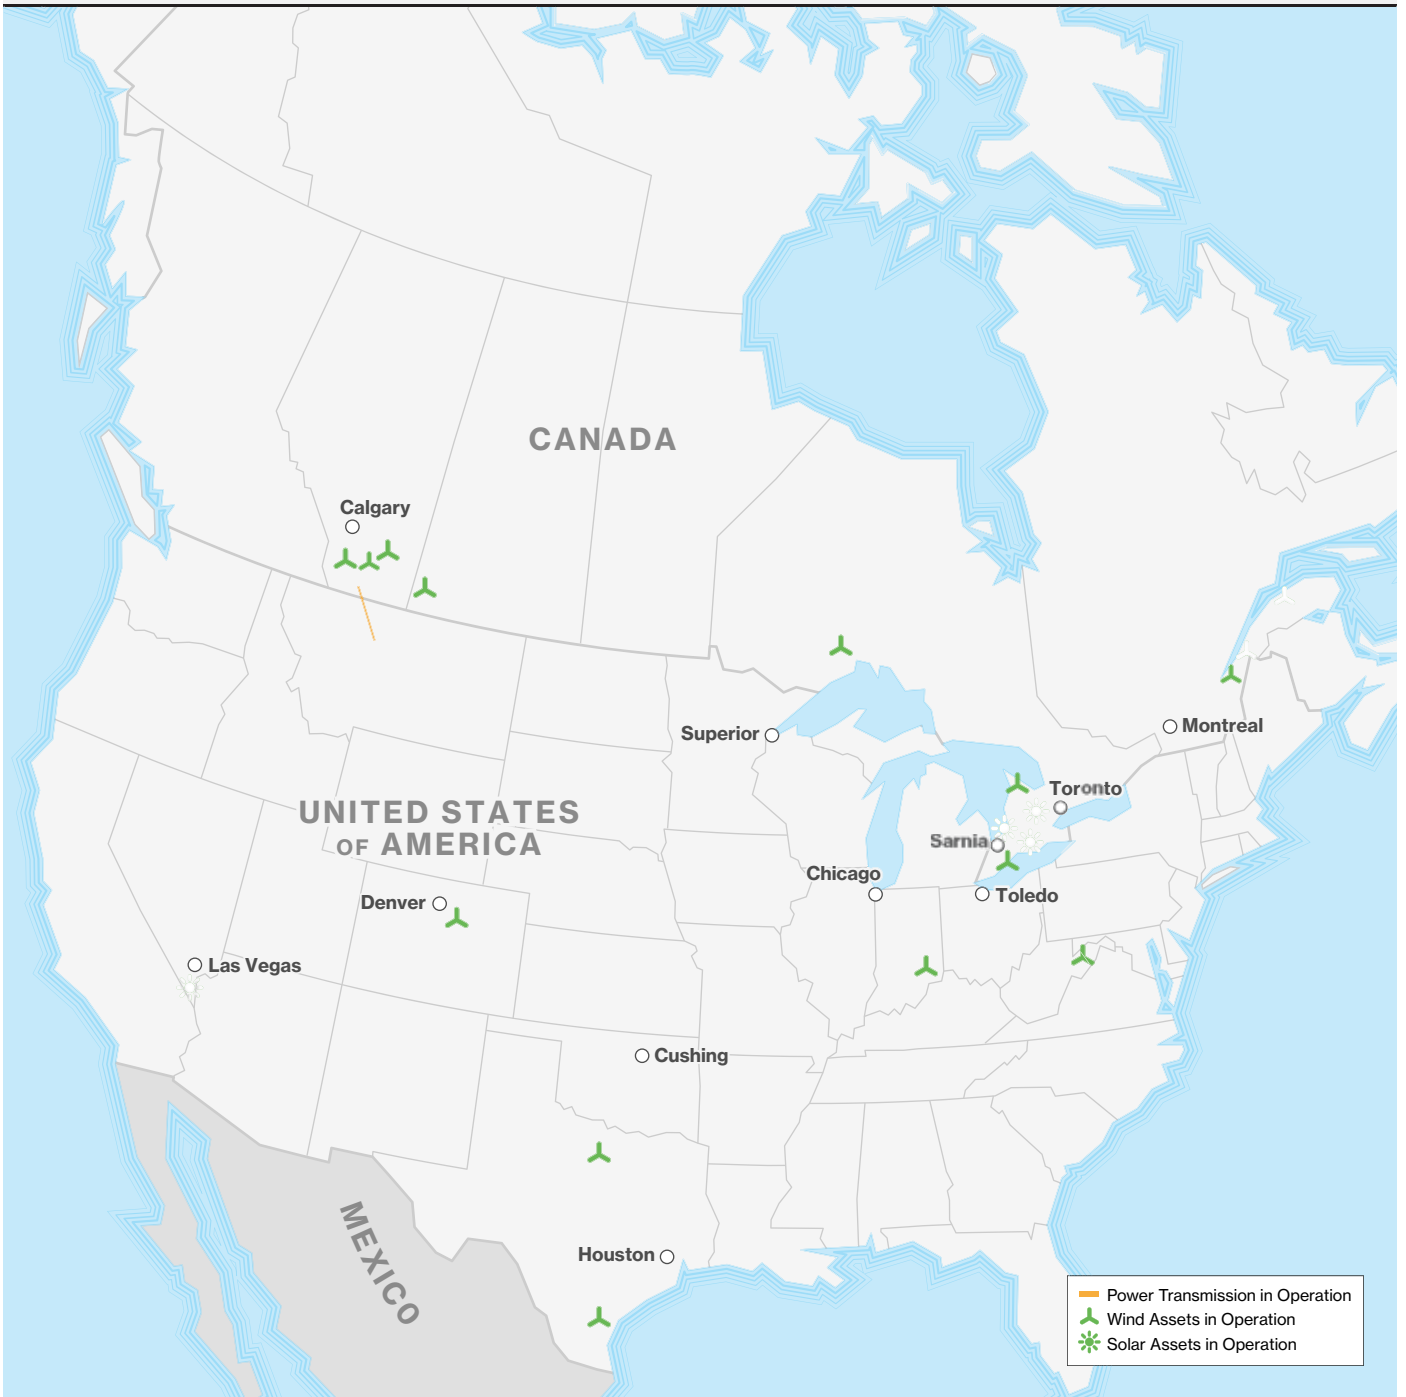 CANADA
Calgary
Superior
Montreal
Toronto
UNITED STATES
OF AMERICA
Sarnia
Chicago
Denver
Toledo
Las Vegas
Cushing
MEXICO
Houston
Power Transmission in Operation
Wind Assets in Operation
Solar Assets in Operation